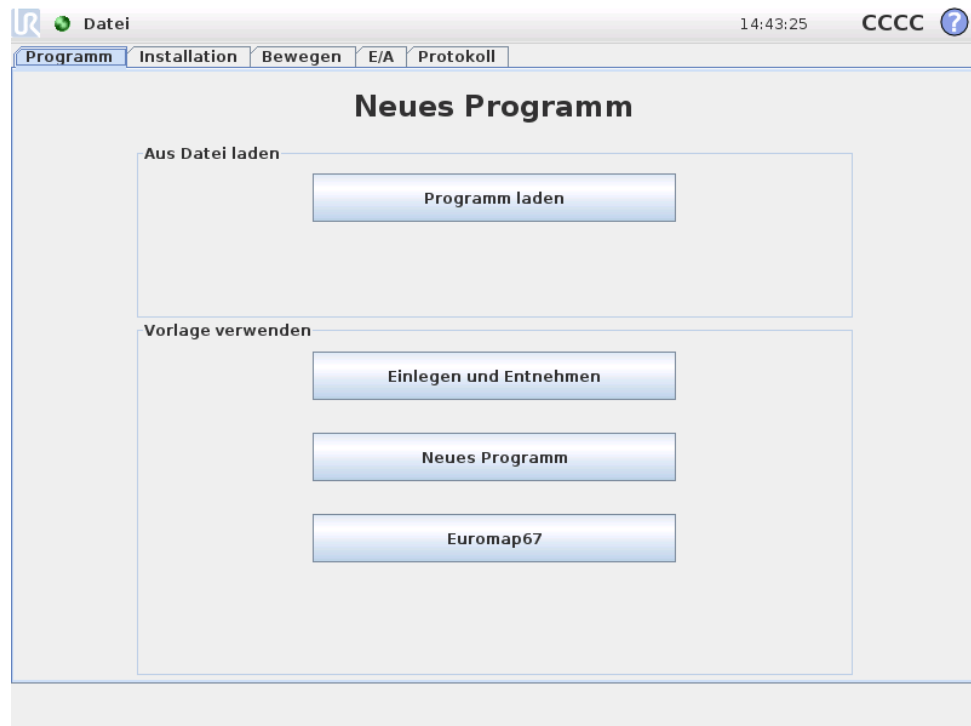 UR Datei 14:43:25 CCCC ?
Programm Installation Bewegen E/A Protokoll
Neues Programm
Aus Datei laden
Programm laden
Vorlage verwenden
Einlegen und Entnehmen
Neues Programm
Euromap67